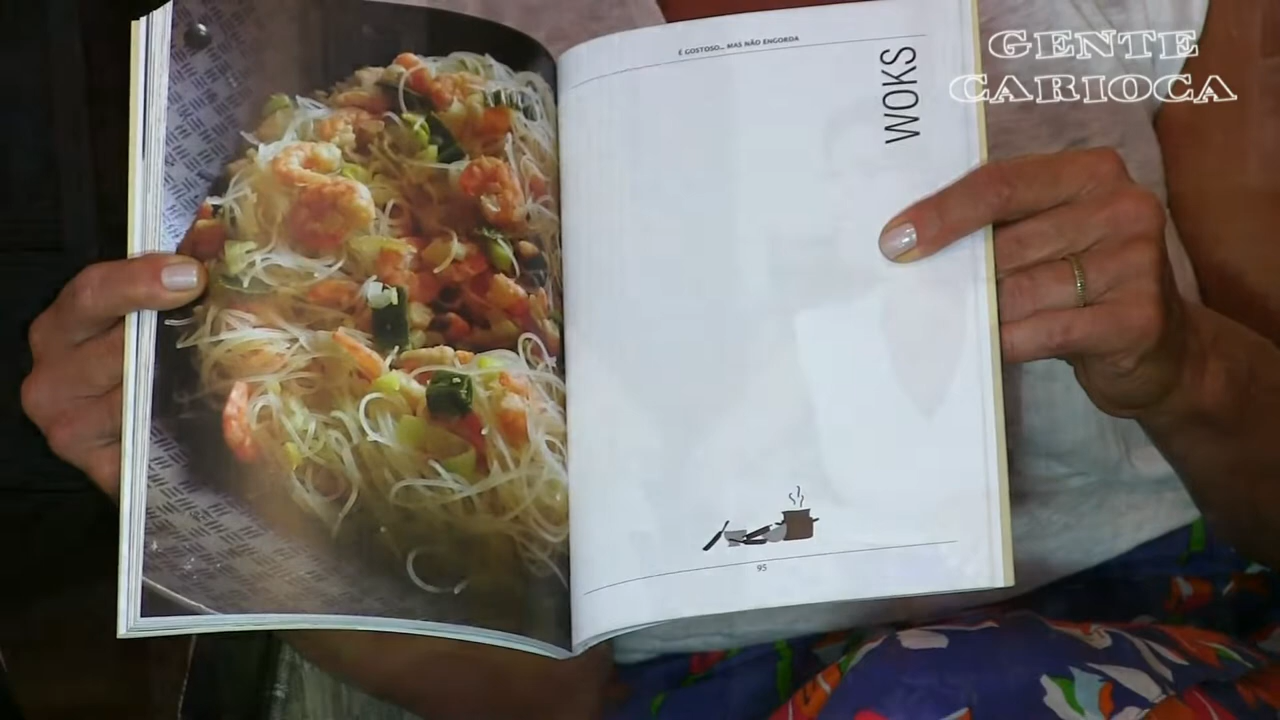 É GOSTOSO... MAS NÃO ENGORDA
WOKS
95
GENTE
CARIOCA